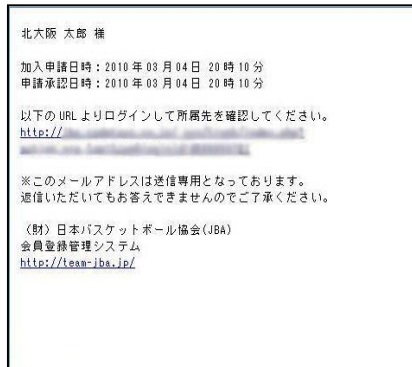 北大阪 太郎 様
加入申請日時：2010 年 03 月 04 日 20 時 10 分
申請承認日時：2010 年 03 月 04 日 20 時 10 分
以下の URL よりログインして所属先を確認してください。
http://
※このメールアドレスは送信専用となっております。
返信いただいてもお答えできませんのでご了承ください。
（財）日本バスケットボール協会(JBA)
会員登録管理システム
http://team-jba.jp/